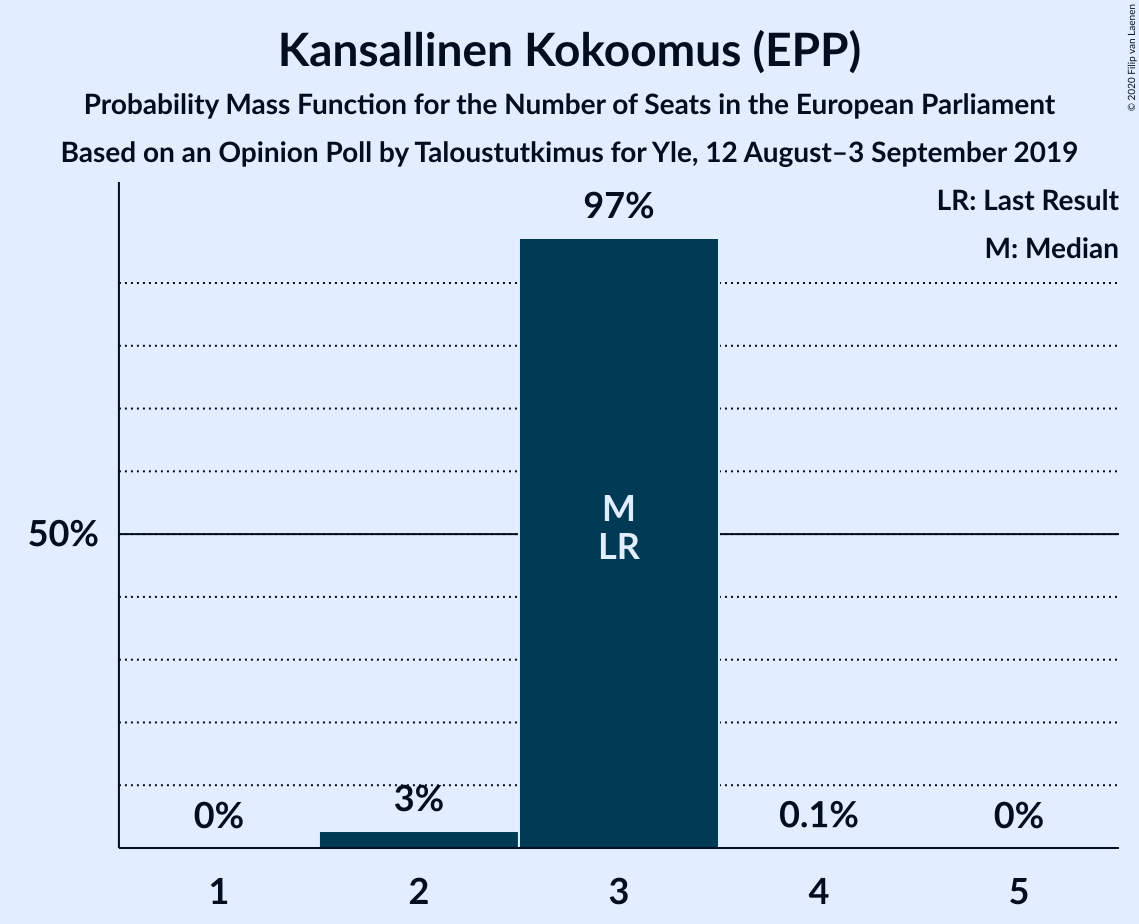 Kansallinen Kokoomus (EPP)
Probability Mass Function for the Number of Seats in the European Parliament
Based on an Opinion Poll by Taloustutkimus for Yle, 12 August–3 September 2019
© 2020 Filip van Laenen
LR: Last Result
M: Median
97%
50%
M
LR
0%
3%
0.1%
0%
1
2
3
4
5